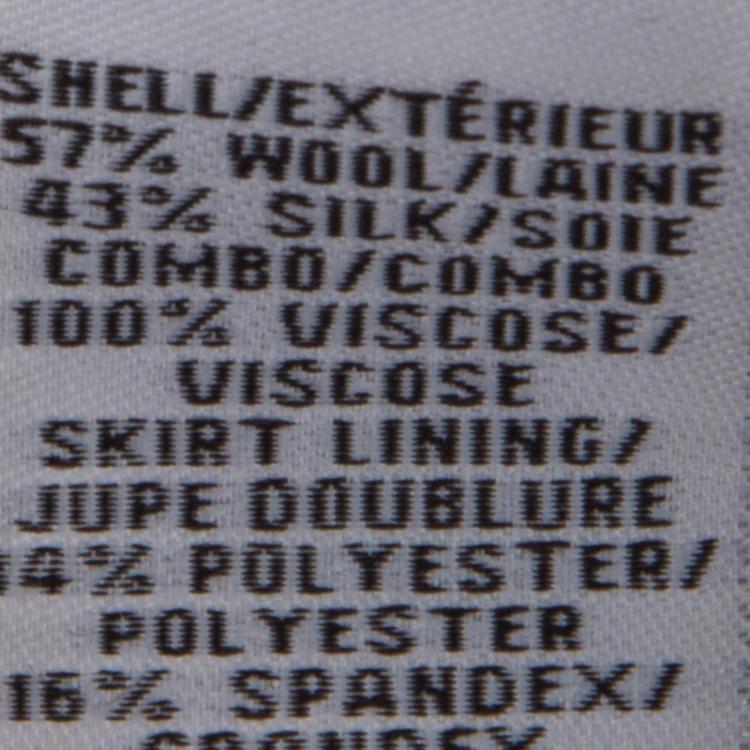 SHELL/EXTÉRIEUR
57% WOOL/LAINE
43% SILK/SOIE
COMBO/COMBO
100% VISCOSE/
VISCOSE
SKIRT LINING/
JUPE DOUBLURE
POLYESTER/
POLYESTER
16% SPANDEX/